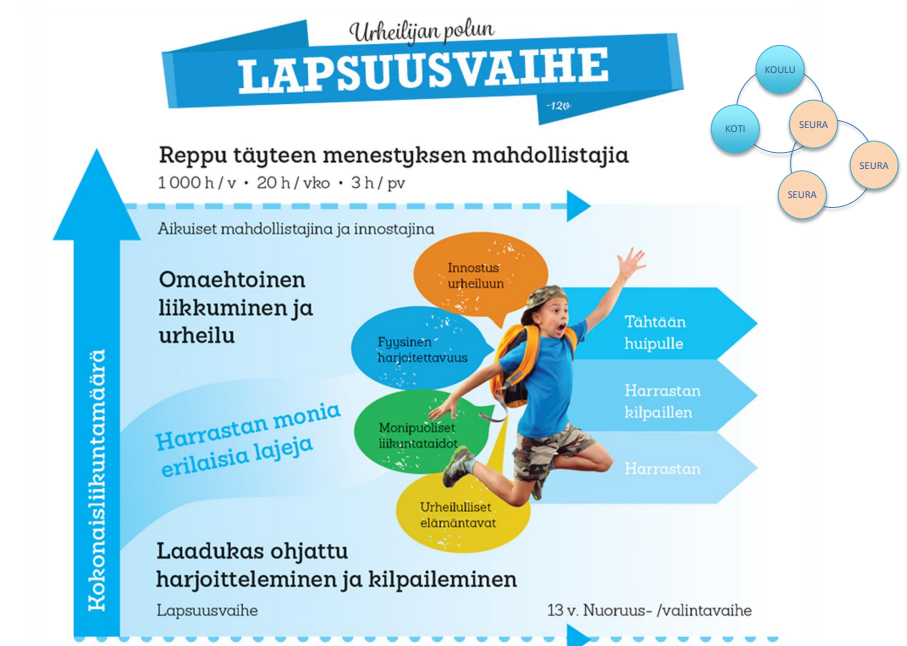 Urheilijan polun
LAPSUUSVAIHE
-12v
KOULU
KOTI
SEURA
SEURA
SEURA
Reppu täyteen menestyksen mahdollistajia
1 000 h / v • 20 h / vko • 3 h / pv
Aikuiset mahdollistajina ja innostajina
Omaehtoinen
liikkuminen ja
urheilu
Innostus
urheiluun
Fyysinen
harjoitettavuus
Monipuoliset
liikuntataidot
Urheilulliset
elämäntavat
Tähtään
huipulle
Harrastan
kilpaillen
Harrastan
Harrastan monia
erilaisia lajeja
Kokonaisliikuntamäärä
Laadukas ohjattu
harjoitteleminen ja kilpaileminen
Lapsuusvaihe
13 v. Nuoruus- /valintavaihe